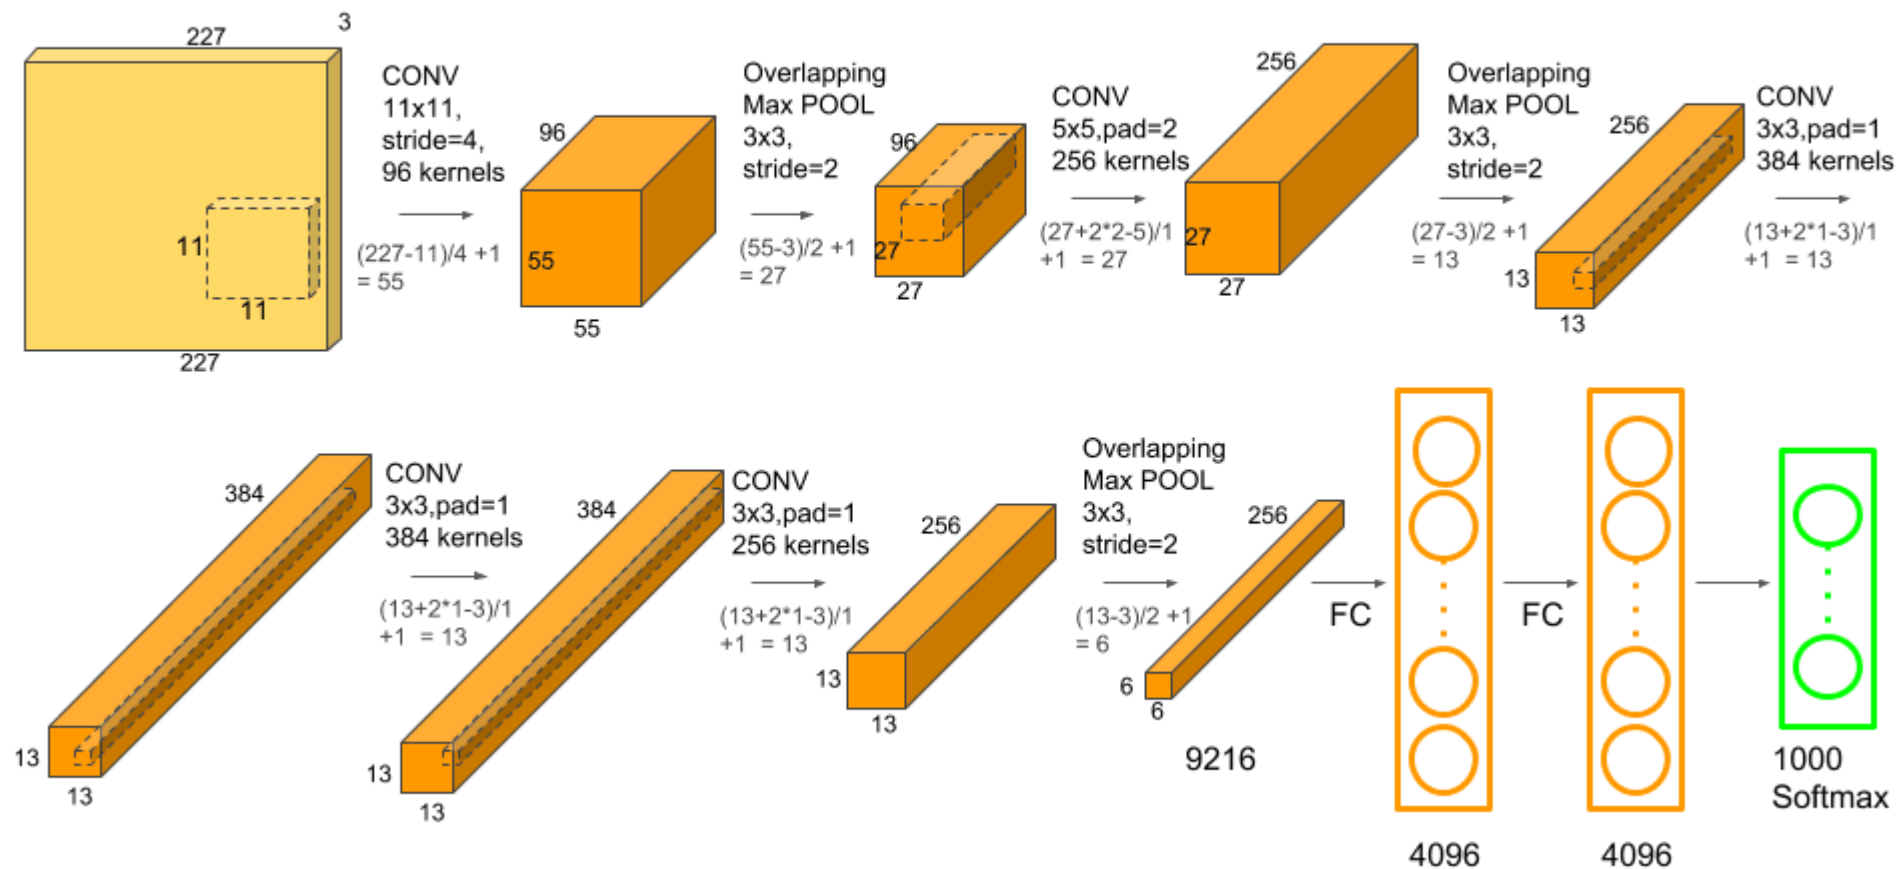 227
3
11
11
227
CONV
11x11,
stride=4,
96 kernels
(227-11)/4 +1
= 55
96
55
55
Overlapping
Max POOL
3x3,
stride=2
(55-3)/2 +1
= 27
96
27
27
CONV
5x5,pad=2
256 kernels
(27+2*2-5)/1
+1 = 27
256
27
27
Overlapping
Max POOL
3x3,
stride=2
(27-3)/2 +1
= 13
256
13
13
CONV
3x3,pad=1
384 kernels
(13+2*1-3)/1
+1 = 13
384
13
13
CONV
3x3,pad=1
384 kernels
(13+2*1-3)/1
+1 = 13
384
13
13
CONV
3x3,pad=1
256 kernels
(13+2*1-3)/1
+1 = 13
256
13
13
Overlapping
Max POOL
3x3,
stride=2
(13-3)/2 +1
= 6
256
6
6
9216
FC
4096
FC
4096
1000
Softmax